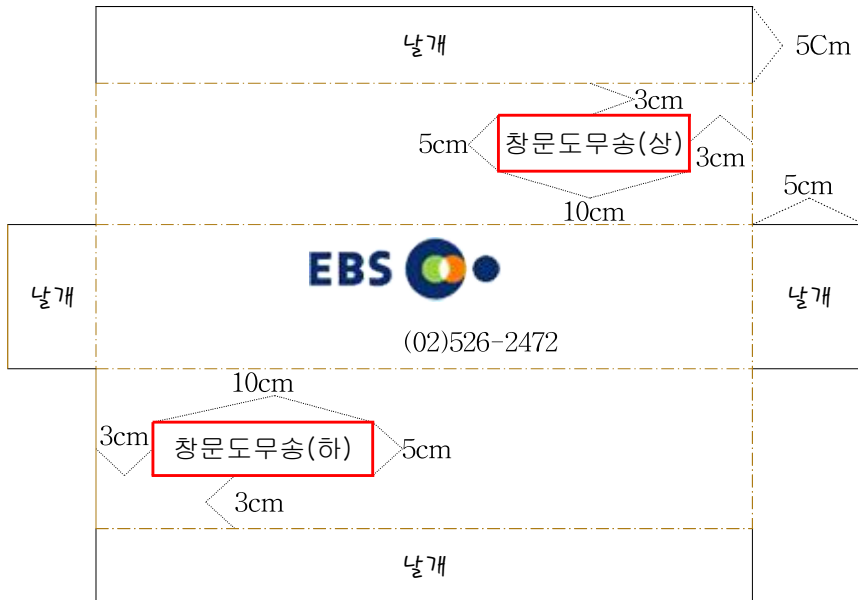 날개
5Cm
3cm
5cm
창문도무송(상)
3cm
10cm
5cm
날개
EBS
날개
(02)526-2472
10cm
3cm
창문도무송(하)
5cm
3cm
날개